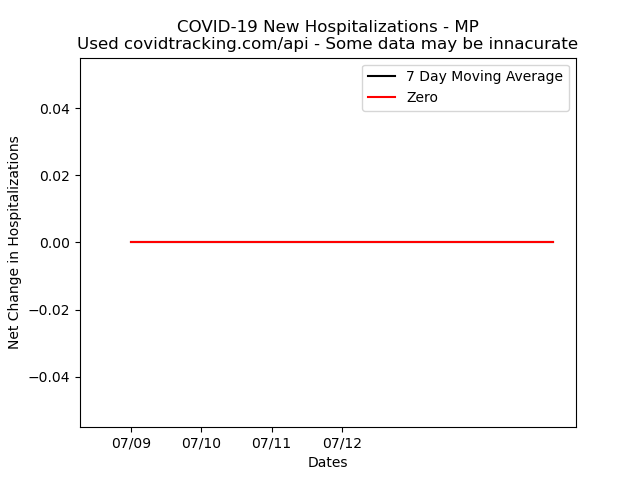 COVID-19 New Hospitalizations - MP
Used covidtracking.com/api - Some data may be innacurate
7 Day Moving Average
Zero
Net Change in Hospitalizations
0.04
0.02
0.00
−0.02
−0.04
07/09 07/10 07/11 07/12
Dates